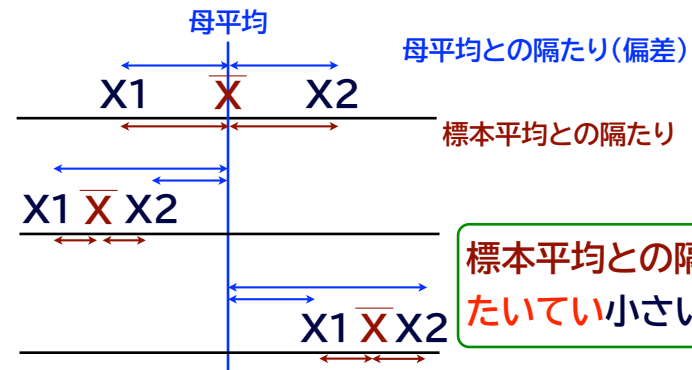 母平均
母平均との隔たり(偏差)
X1 X X2
標本平均との隔たり
X1 X X2
標本平均との隔
たいてい小さい
X1 X X2